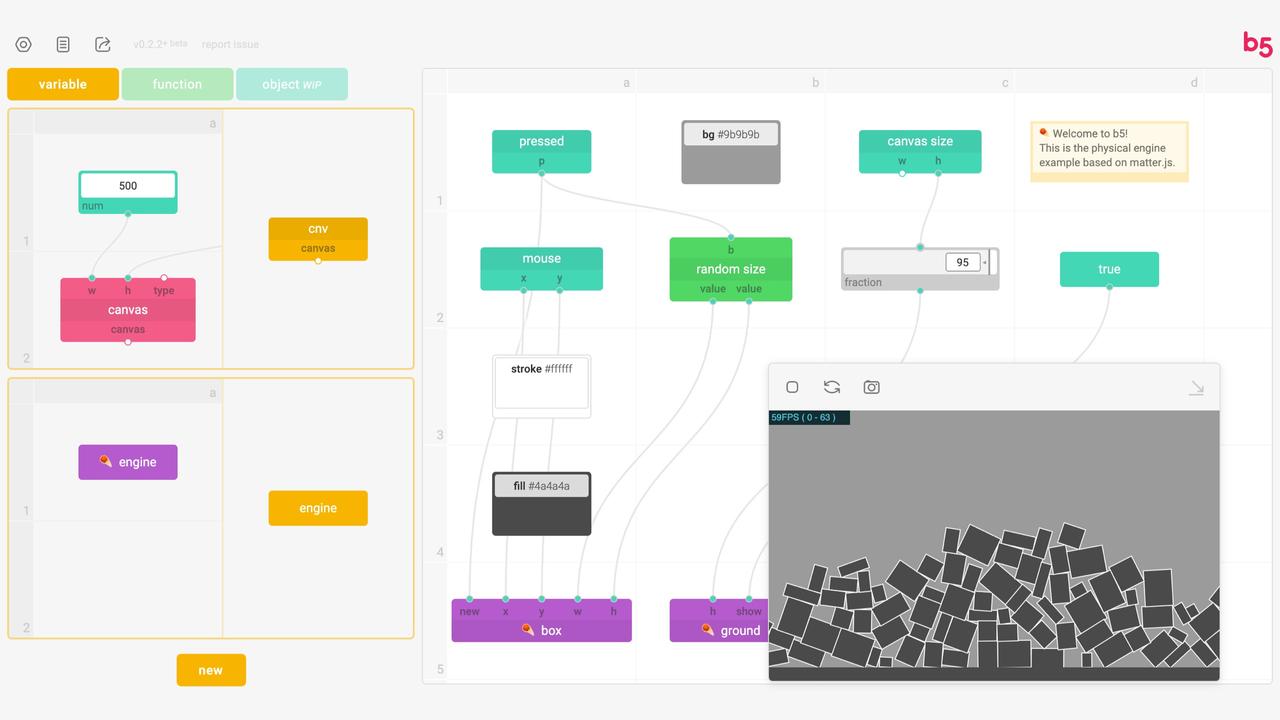 v0.2.2+ beta report issue
b5
variable function object WIP
a
500
num
1
w h type
canvas
canvas
2
cnv
canvas
a
engine
1
2
engine
new
a b c d
pressed
p
bg #9b9b9b
canvas size
w h
Welcome to b5!
This is the physical engine
example based on matter.js.
1
mouse
x y
b
random size
value value
95
fraction
true
2
stroke #ffffff
3
fill #4a4a4a
4
new x y w h
box
h show
ground
5
59FPS ( 0 - 63 )